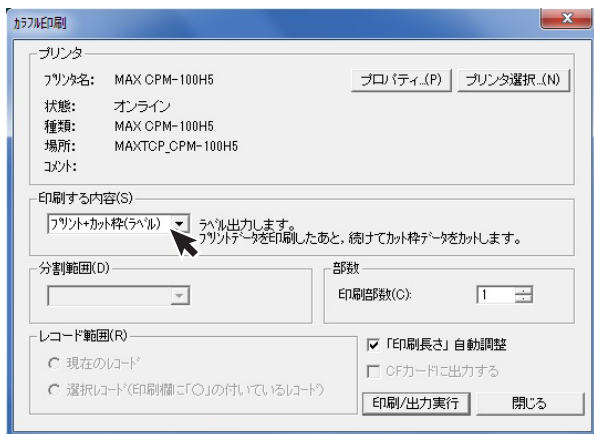 ｶﾗﾌﾙ印刷
プリンタ
ﾌﾟﾘﾝﾀ名: MAX CPM-100H5 プロパティ...(P) プリンタ選択...(N)
状態: オンライン
種類: MAX CPM-100H5
場所: MAXTCP_CPM-100H5
ｺﾒﾝﾄ:
印刷する内容(S)
ﾌﾟﾘﾝﾄ+ｶｯﾄ枠(ﾗﾍﾞﾙ) ﾗﾍﾞﾙ出力します。
ﾌﾟﾘﾝﾄﾃﾞｰﾀを印刷したあと, 続けてｶｯﾄ枠ﾃﾞｰﾀをｶｯﾄします。
分割範囲(D) 部数
印刷部数(C): 1
レコード範囲(R)
「印刷長さ」自動調整
現在のﾚｺｰﾄﾞ
CFカードに出力する
選択ﾚｺｰﾄﾞ(印刷欄に「○」の付いているﾚｺｰﾄﾞ)
印刷/出力実行 閉じる